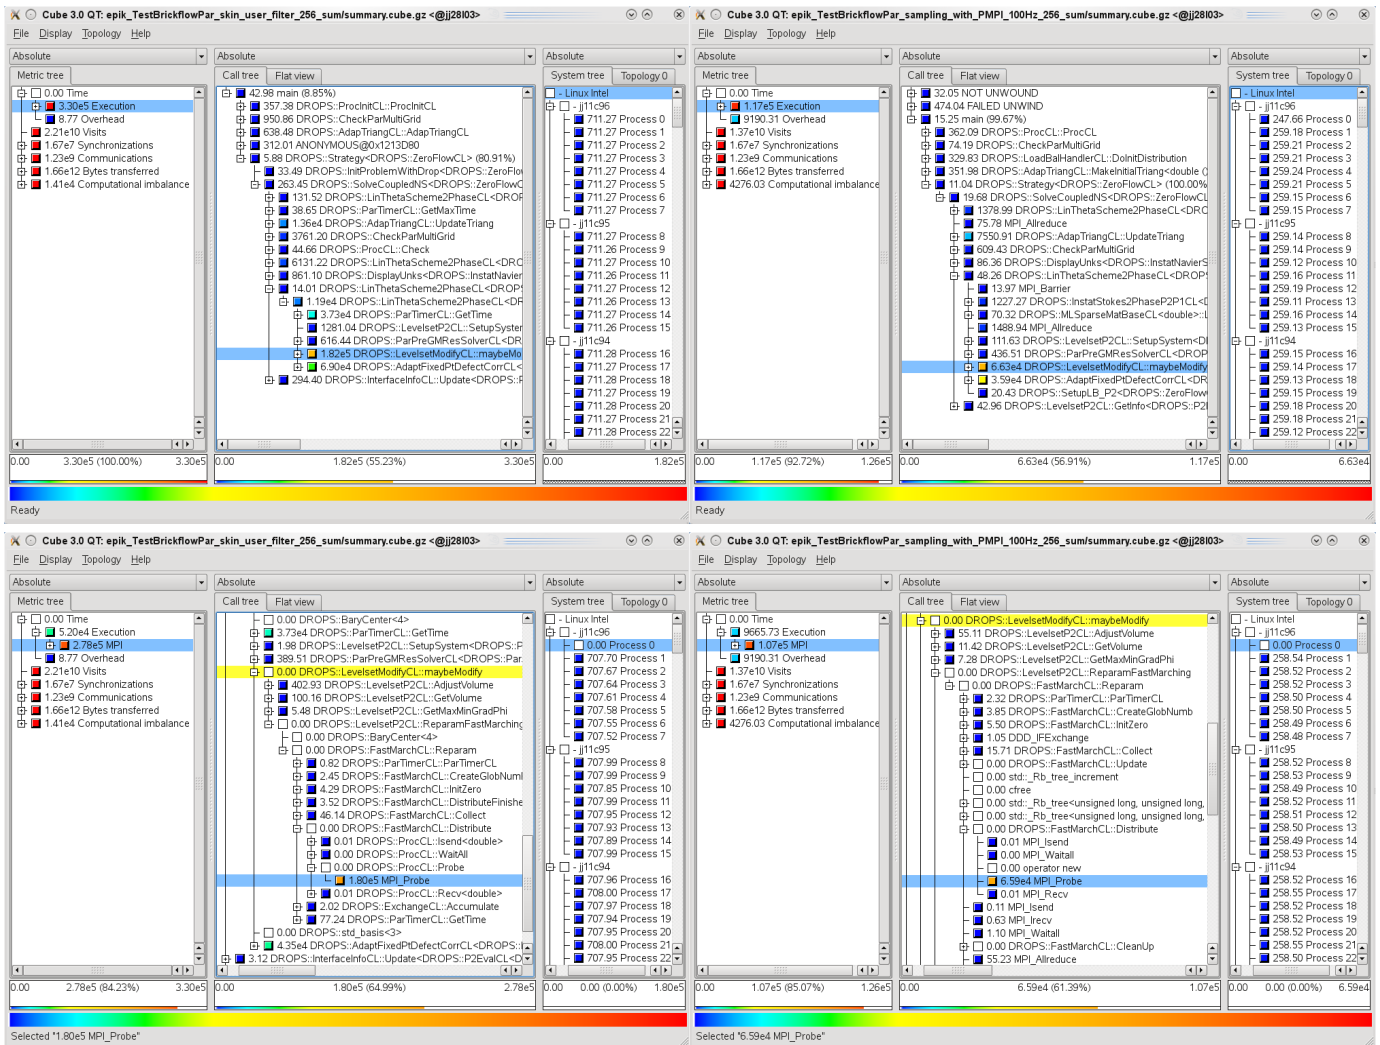 Cube 3.0 QT: epik_TestBrickflowPar_skin_user_filter_256_sum/summary.cube.gz <@jj28l03>
File Display Topology Help
Absolute
Absolute
Absolute
Metric tree
Call tree Flat view
System tree Topology 0
0.00 Time
3.30e5 Execution
8.77 Overhead
2.21e10 Visits
1.67e7 Synchronizations
1.23e9 Communications
1.66e12 Bytes transferred
1.41e4 Computational imbalance
42.98 main (8.85%)
357.38 DROPS::ProcInitCL::ProcInitCL
950.86 DROPS::CheckParMultiGrid
638.48 DROPS::AdapTriangCL::AdapTriangCL
312.01 ANONYMOUS@0x1213D80
5.88 DROPS::Strategy<DROPS::ZeroFlowCL> (80.91%)
33.49 DROPS::InitProblemWithDrop<DROPS::ZeroFlo
263.45 DROPS::SolveCoupledNS<DROPS::ZeroFlowC
131.52 DROPS::LinThetaScheme2PhaseCL<DROP
38.65 DROPS::ParTimerCL::GetMaxTime
1.36e4 DROPS::AdapTriangCL::UpdateTriang
3761.20 DROPS::CheckParMultiGrid
44.66 DROPS::ProcCL::Check
6131.22 DROPS::LinThetaScheme2PhaseCL<DRO
861.10 DROPS::DisplayUnks<DROPS::InstatNavier
14.01 DROPS::LinThetaScheme2PhaseCL<DROP
1.19e4 DROPS::LinThetaScheme2PhaseCL<DR
3.73e4 DROPS::ParTimerCL::GetTime
1281.04 DROPS::LevelsetP2CL::SetupSyster
616.44 DROPS::ParPreGMResSolverCL<DROP
1.82e5 DROPS::LevelsetModifyCL::maybeMo
6.90e4 DROPS::AdaptFixedPtDefectCorrCL<
294.40 DROPS::InterfaceInfoCL::Update<DROPS::F
- Linux Intel
- jj11c96
711.27 Process 0
711.27 Process 1
711.27 Process 2
711.27 Process 3
711.27 Process 4
711.27 Process 5
711.27 Process 6
711.27 Process 7
- jj11c95
711.27 Process 8
711.26 Process 9
711.27 Process 10
711.26 Process 11
711.27 Process 12
711.26 Process 13
711.27 Process 14
711.26 Process 15
- jj11c94
711.28 Process 16
711.27 Process 17
711.28 Process 18
711.27 Process 19
711.28 Process 20
711.27 Process 21
711.28 Process 22
0.00 3.30e5 (100.00%) 3.30e5
0.00 1.82e5 (55.23%) 3.30e5
0.00 1.82e5
Ready
Cube 3.0 QT: epik_TestBrickflowPar_sampling_with_PMPI_100Hz_256_sum/summary.cube.gz <@jj28l03>
File Display Topology Help
Absolute
Absolute
Absolute
Metric tree
Call tree Flat view
System tree Topology 0
0.00 Time
1.17e5 Execution
9190.31 Overhead
1.37e10 Visits
1.67e7 Synchronizations
1.23e9 Communications
1.66e12 Bytes transferred
4276.03 Computational imbalance
32.05 NOT UNWOUND
474.04 FAILED UNWIND
15.25 main (99.67%)
362.09 DROPS::ProcCL::ProcCL
74.19 DROPS::CheckParMultiGrid
329.83 DROPS::LoadBalHandlerCL::DoInitDistribution
351.98 DROPS::AdapTriangCL::MakeInitialTriang<double (
11.04 DROPS::Strategy<DROPS::ZeroFlowCL> (100.00%
19.68 DROPS::SolveCoupledNS<DROPS::ZeroFlowCL
1378.99 DROPS::LinThetaScheme2PhaseCL<DRC
75.78 MPI_Allreduce
7550.91 DROPS::AdapTriangCL::UpdateTriang
609.43 DROPS::CheckParMultiGrid
86.36 DROPS::DisplayUnks<DROPS::InstatNavierS
48.26 DROPS::LinThetaScheme2PhaseCL<DROPS
13.97 MPI_Barrier
1227.27 DROPS::InstatStokes2PhaseP2P1CL<D
70.32 DROPS::MLSparseMatBaseCL<double>::L
1488.94 MPI_Allreduce
111.63 DROPS::LevelsetP2CL::SetupSystem<D
436.51 DROPS::ParPreGMResSolverCL<DROP
6.63e4 DROPS::LevelsetModifyCL::maybeModify
3.59e4 DROPS::AdaptFixedPtDefectCorrCL<DR
20.43 DROPS::SetupLB_P2<DROPS::ZeroFlow
42.96 DROPS::LevelsetP2CL::GetInfo<DROPS::P2I
- Linux Intel
- jj11c96
247.66 Process 0
259.18 Process 1
259.21 Process 2
259.23 Process 3
259.24 Process 4
259.21 Process 5
259.15 Process 6
259.15 Process 7
- jj11c95
259.14 Process 8
259.14 Process 9
259.12 Process 10
259.16 Process 11
259.19 Process 12
259.11 Process 13
259.16 Process 14
259.13 Process 15
- jj11c94
259.15 Process 16
259.14 Process 17
259.13 Process 18
259.15 Process 19
259.18 Process 20
259.18 Process 21
259.12 Process 22
0.00 1.17e5 (92.72%) 1.26e5
0.00 6.63e4 (56.91%) 1.17e5
0.00 6.63e4
Ready
Cube 3.0 QT: epik_TestBrickflowPar_skin_user_filter_256_sum/summary.cube.gz <@jj28l03>
File Display Topology Help
Absolute
Absolute
Absolute
Metric tree
Call tree Flat view
System tree Topology 0
0.00 Time
5.20e4 Execution
2.78e5 MPI
8.77 Overhead
2.21e10 Visits
1.67e7 Synchronizations
1.23e9 Communications
1.66e12 Bytes transferred
1.41e4 Computational imbalance
0.00 DROPS::BaryCenter<4>
3.73e4 DROPS::ParTimerCL::GetTime
1.98 DROPS::LevelsetP2CL::SetupSystem<DROPS::P
389.51 DROPS::ParPreGMResSolverCL<DROPS::Par
0.00 DROPS::LevelsetModifyCL::maybeModify
402.93 DROPS::LevelsetP2CL::AdjustVolume
100.16 DROPS::LevelsetP2CL::GetVolume
5.48 DROPS::LevelsetP2CL::GetMaxMinGradPhi
0.00 DROPS::LevelsetP2CL::ReparamFastMarching
0.00 DROPS::BaryCenter<4>
0.00 DROPS::FastMarchCL::Reparam
0.82 DROPS::ParTimerCL::ParTimerCL
2.45 DROPS::FastMarchCL::CreateGlobNuml
4.29 DROPS::FastMarchCL::InitZero
3.52 DROPS::FastMarchCL::DistributeFinishe
46.14 DROPS::FastMarchCL::Collect
0.00 DROPS::FastMarchCL::Distribute
0.01 DROPS::ProcCL::Isend<double>
0.00 DROPS::ProcCL::WaitAll
0.00 DROPS::ProcCL::Probe
1.80e5 MPI_Probe
0.01 DROPS::ProcCL::Recv<double>
2.02 DROPS::ExchangeCL::Accumulate
77.24 DROPS::ParTimerCL::GetTime
0.00 DROPS::std_basis<3>
4.35e4 DROPS::AdaptFixedPtDefectCorrCL<DROPS::
3.12 DROPS::InterfaceInfoCL::Update<DROPS::P2EvalCL<D
- Linux Intel
- jj11c96
0.00 Process 0
707.70 Process 1
707.67 Process 2
707.64 Process 3
707.61 Process 4
707.58 Process 5
707.55 Process 6
707.52 Process 7
- jj11c95
707.99 Process 8
707.99 Process 9
707.85 Process 10
707.99 Process 11
707.95 Process 12
707.93 Process 13
707.89 Process 14
707.99 Process 15
- jj11c94
707.96 Process 16
708.00 Process 17
707.97 Process 18
707.94 Process 19
707.95 Process 20
708.00 Process 21
707.95 Process 22
0.00 2.78e5 (84.23%) 3.30e5
0.00 1.80e5 (64.99%) 2.78e5
0.00 0.00 (0.00%) 1.80e5
Selected "1.80e5 MPI_Probe"
Cube 3.0 QT: epik_TestBrickflowPar_sampling_with_PMPI_100Hz_256_sum/summary.cube.gz <@jj28l03>
File Display Topology Help
Absolute
Absolute
Absolute
Metric tree
Call tree Flat view
System tree Topology 0
0.00 Time
9665.73 Execution
1.07e5 MPI
9190.31 Overhead
1.37e10 Visits
1.67e7 Synchronizations
1.23e9 Communications
1.66e12 Bytes transferred
4276.03 Computational imbalance
0.00 DROPS::LevelsetModifyCL::maybeModify
55.11 DROPS::LevelsetP2CL::AdjustVolume
11.42 DROPS::LevelsetP2CL::GetVolume
7.28 DROPS::LevelsetP2CL::GetMaxMinGradPhi
0.00 DROPS::LevelsetP2CL::ReparamFastMarching
0.00 DROPS::FastMarchCL::Reparam
2.32 DROPS::ParTimerCL::ParTimerCL
3.85 DROPS::FastMarchCL::CreateGlobNumb
5.50 DROPS::FastMarchCL::InitZero
1.05 DDD_IFExchange
15.71 DROPS::FastMarchCL::Collect
0.00 DROPS::FastMarchCL::Update
0.00 std::_Rb_tree_increment
0.00 cfree
0.00 std::_Rb_tree<unsigned long, unsigned long,
0.00 std::_Rb_tree<unsigned long, unsigned long,
0.00 DROPS::FastMarchCL::Distribute
0.01 MPI_Isend
0.00 MPI_Waitall
0.00 operator new
6.59e4 MPI_Probe
0.01 MPI_Recv
0.11 MPI_Isend
0.63 MPI_Irecv
1.10 MPI_Waitall
0.00 DROPS::FastMarchCL::CleanUp
55.23 MPI_Allreduce
- Linux Intel
- jj11c96
0.00 Process 0
258.54 Process 1
258.52 Process 2
258.52 Process 3
258.50 Process 4
258.49 Process 5
258.49 Process 6
258.48 Process 7
- jj11c95
258.52 Process 8
258.53 Process 9
258.49 Process 10
258.52 Process 11
258.51 Process 12
258.50 Process 13
258.49 Process 14
258.53 Process 15
- jj11c94
258.52 Process 16
258.55 Process 17
258.52 Process 18
258.52 Process 19
258.52 Process 20
258.55 Process 21
258.52 Process 22
0.00 1.07e5 (85.07%) 1.26e5
0.00 6.59e4 (61.39%) 1.07e5
0.00 0.00 (0.00%) 6.59e4
Selected "6.59e4 MPI_Probe"